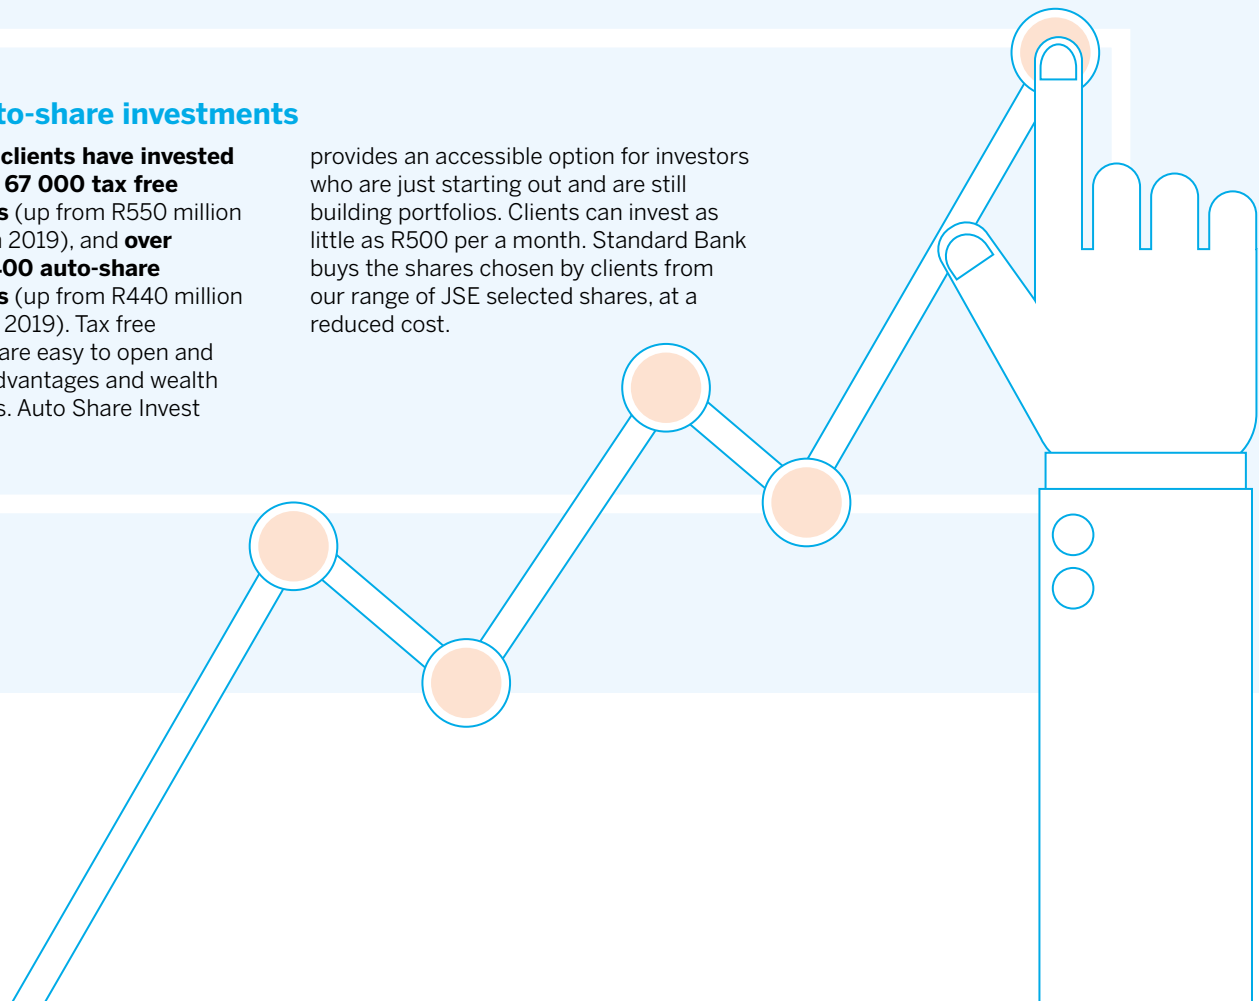 to-share investments
clients have invested
67 000 tax free
s (up from R550 million
2019), and over
00 auto-share
s (up from R440 million
2019). Tax free
are easy to open and
dvantages and wealth
s. Auto Share Invest
provides an accessible option for investors
who are just starting out and are still
building portfolios. Clients can invest as
little as R500 per a month. Standard Bank
buys the shares chosen by clients from
our range of JSE selected shares, at a
reduced cost.